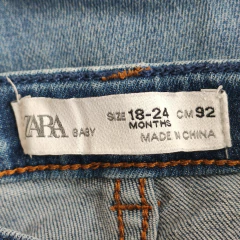 ZARA BABY SIZE 18-24 CM 92
MONTHS
MADE IN CHINA